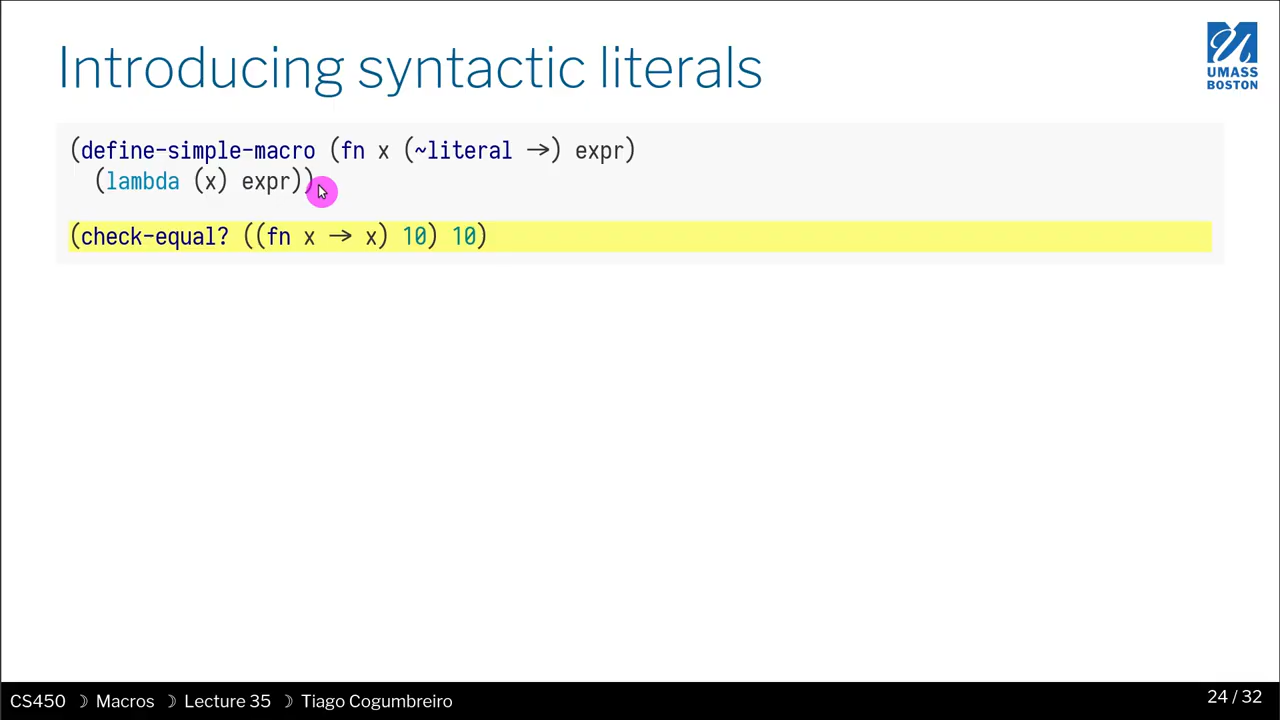 Introducing syntactic literals
UMASS
BOSTON
(define-simple-macro (fn x (~literal →) expr)
(lambda (x) expr))
(check-equal? ((fn x → x) 10) 10)
CS450 ☽ Macros ☽ Lecture 35 ☽ Tiago Cogumbreiro
24 / 32